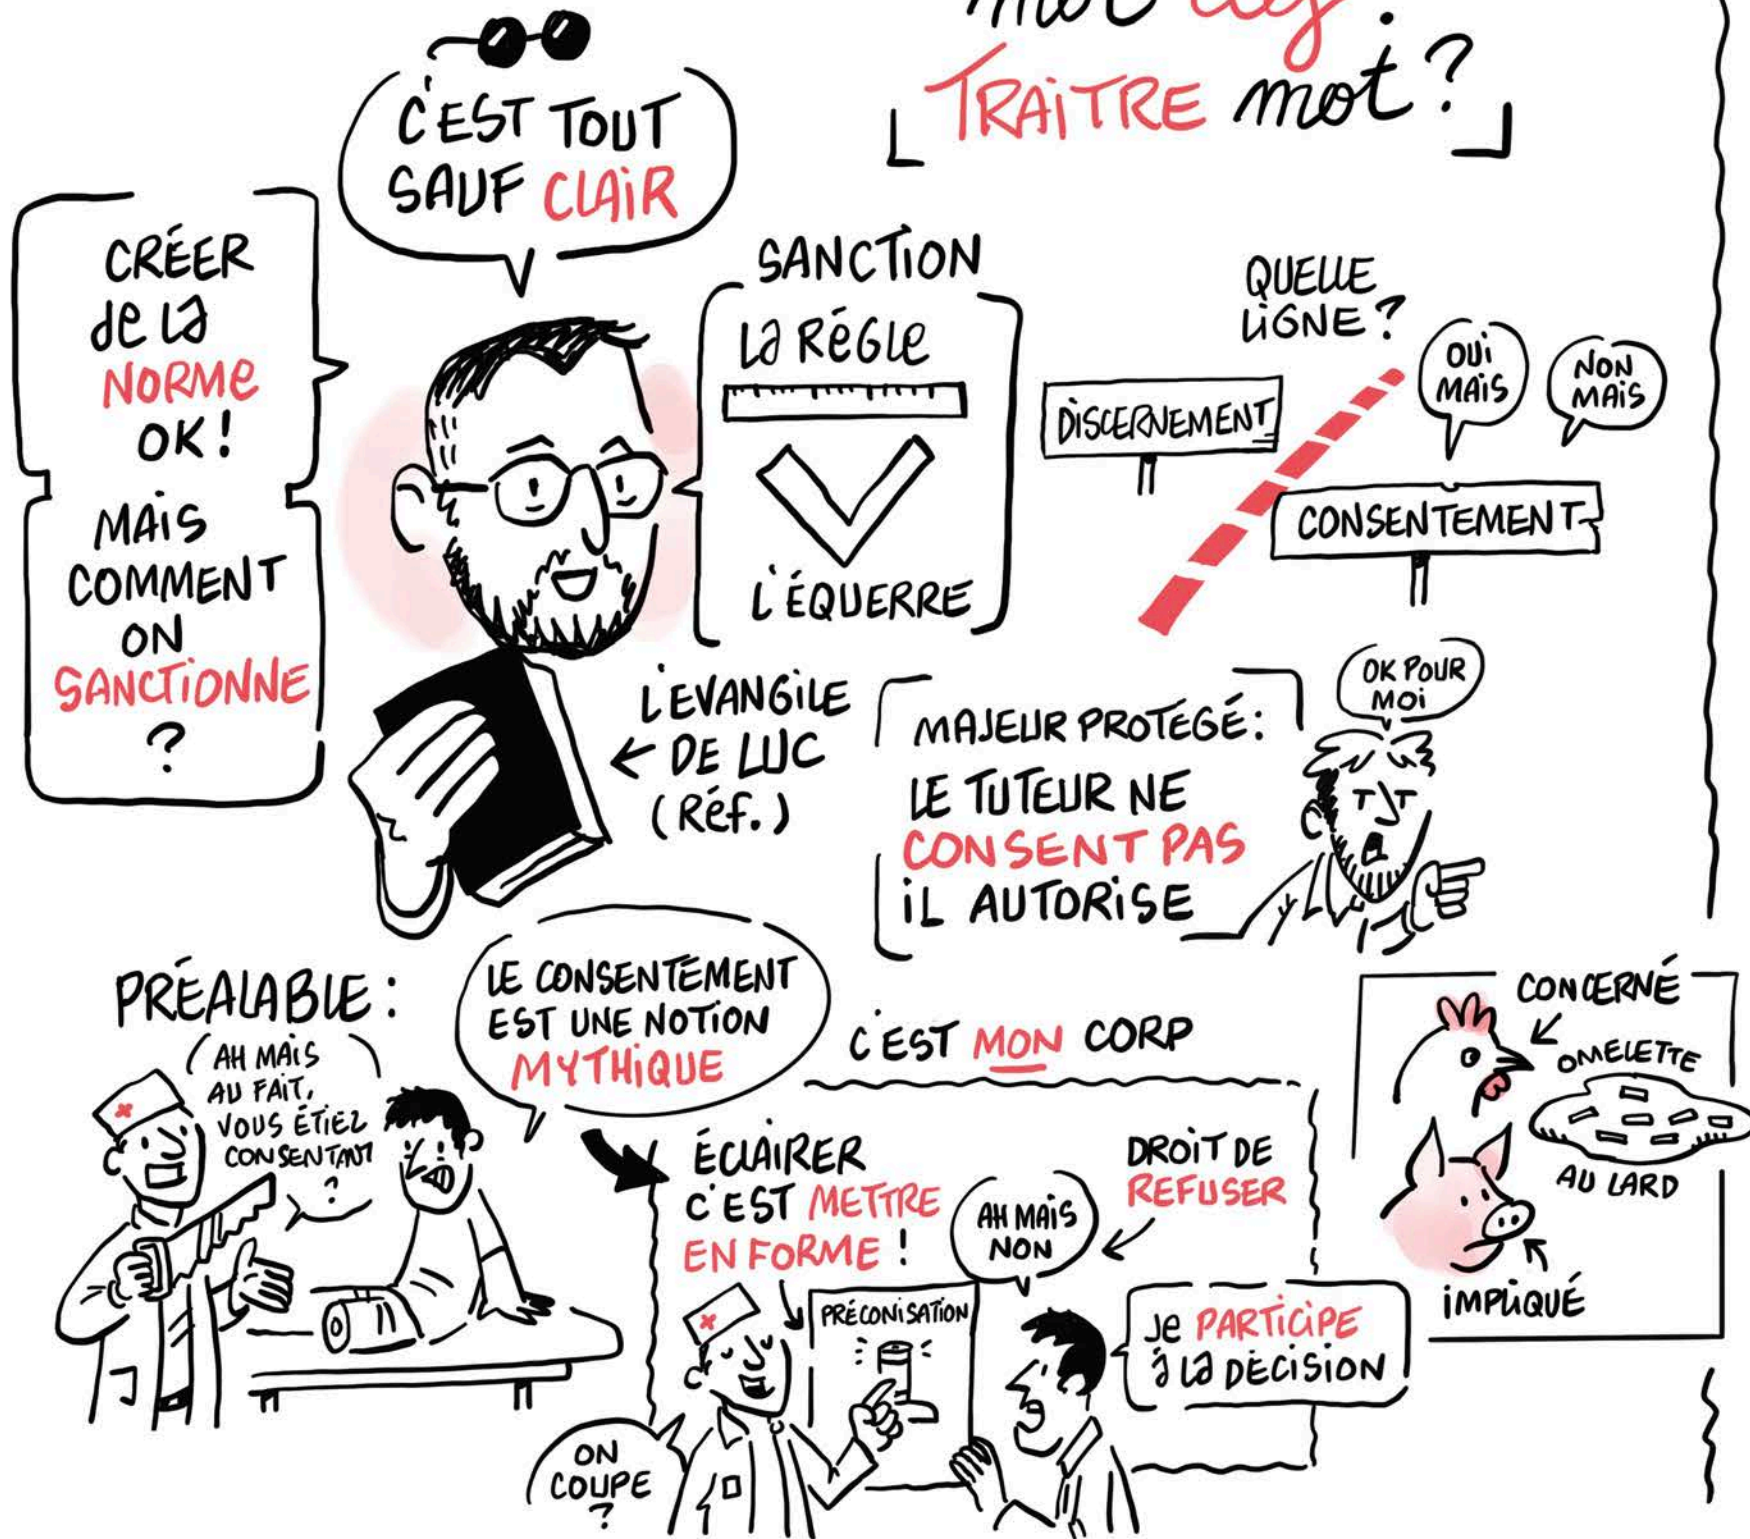 mot clef :
TRAITRE mot ?
C'EST TOUT
SAUF CLAIR
CRÉER
de la
NORME
OK !
MAIS
COMMENT
ON
SANCTIONNE
?
SANCTION
La RéGLe
L'ÉQUERRE
QUELLE
LIGNE ?
DISCERNEMENT
OUI
MAIS
NON
MAIS
CONSENTEMENT
L'EVANGILE
DE LUC
(Réf.)
MAJEUR PROTÉGÉ :
LE TUTEUR NE
CONSENT PAS
IL AUTORISE
OK POUR
MOI
PRÉALABLE :
AH MAIS
AU FAIT,
VOUS ÉTIEZ
CONSENTANT
?
LE CONSENTEMENT
EST UNE NOTION
MYTHIQUE
C'EST MON CORP
ÉCLAIRER
C'EST METTRE
EN FORME !
AH MAIS
NON
DROIT DE
REFUSER
PRÉCONISATION
Je PARTICIPE
à la DÉCISION
ON
COUPE
?
CONCERNÉ
OMELETTE
AU LARD
IMPLIQUÉ